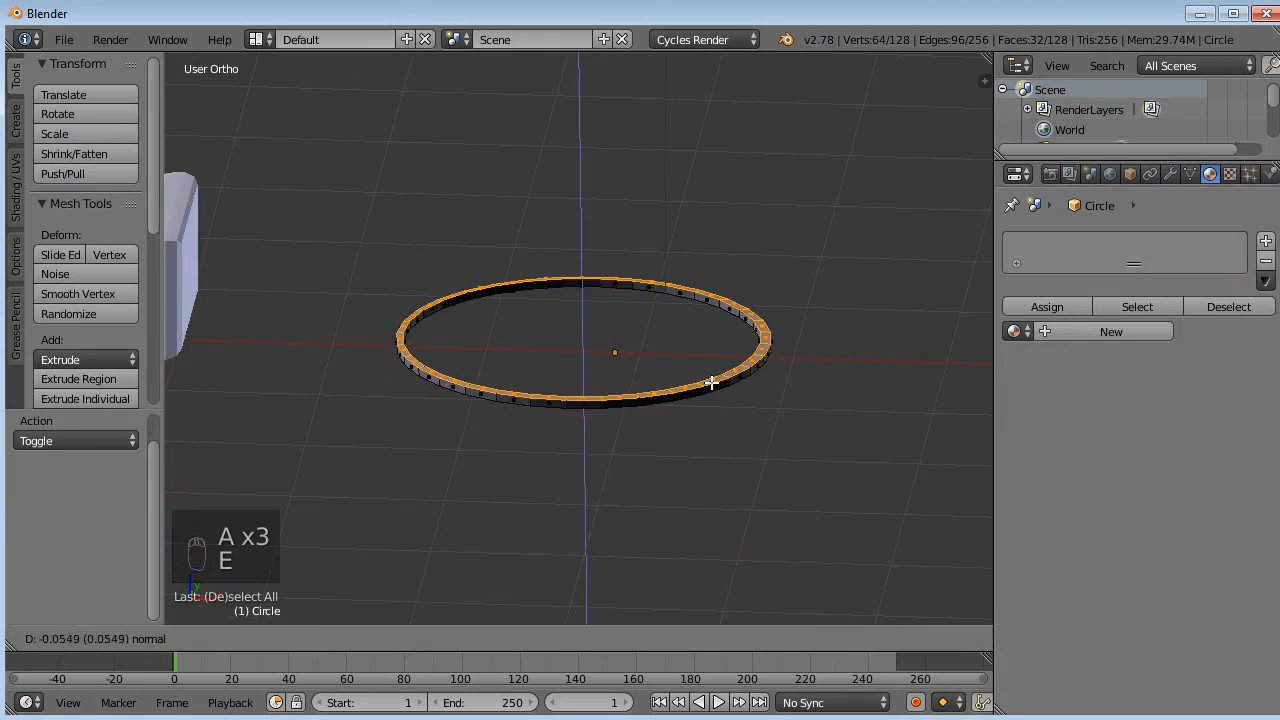 Blender
File Render Window Help Default Scene Cycles Render v2.78 | Verts:64/128 | Edges:96/256 | Faces:32/128 | Tris:256 | Mem:29.74M | Circle
Tools
Create
Shading / UVs
Options
Grease Pencil
Transform
Translate
Rotate
Scale
Shrink/Fatten
Push/Pull
Mesh Tools
Deform:
Slide Ed Vertex
Noise
Smooth Vertex
Randomize
Add:
Extrude
Extrude Region
Extrude Individual
Action
Toggle
User Ortho
A x3
E
Last: (De)select All
(1) Circle
D: -0.0549 (0.0549) normal
View Search All Scenes
Scene
RenderLayers
World
Circle
Assign Select Deselect
New
-40 -20 0 20 40 60 80 100 120 140 160 180 200 220 240 260
View Marker Frame Playback Start: 1 End: 250 1 No Sync